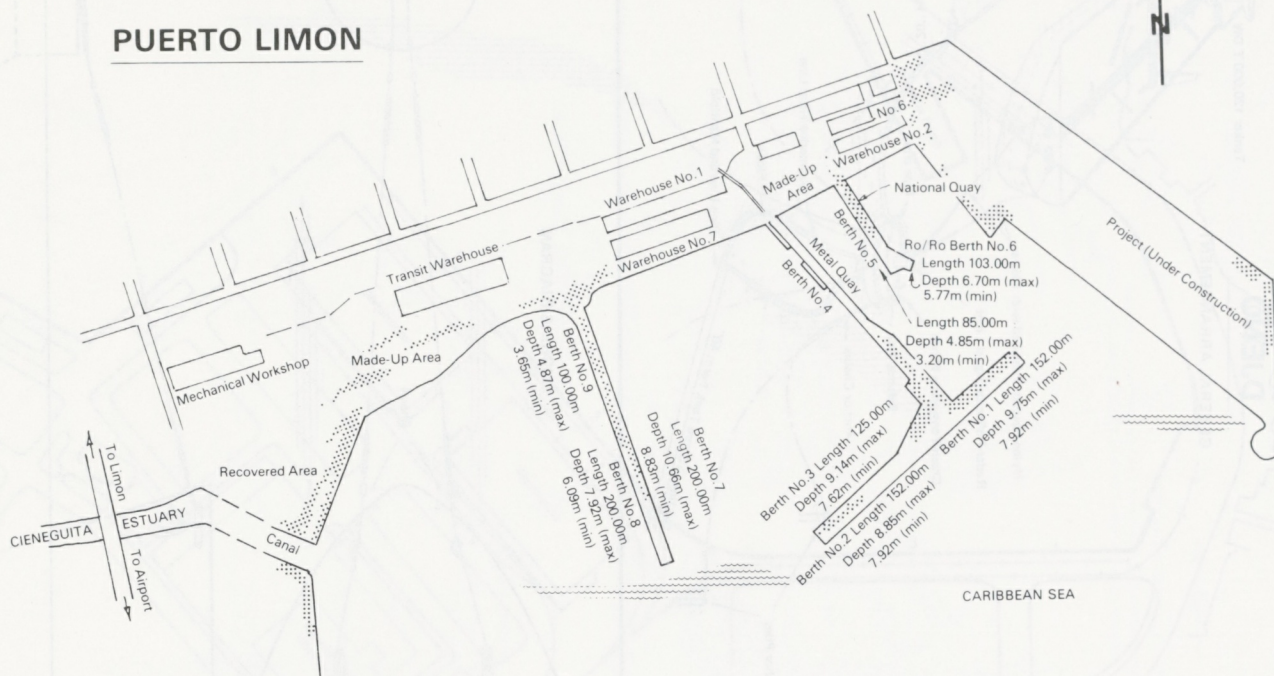 PUERTO LIMON
N
No.6
Warehouse No.2
Made-Up
Area
Warehouse No.1
Warehouse No.7
Transit Warehouse
Mechanical Workshop
Made-Up Area
Recovered Area
To Limon
CIENEGUITA ESTUARY
To Airport
Canal
National Quay
Berth No.5
Ro/Ro Berth No.6
Length 103.00m
Depth 6.70m (max)
5.77m (min)
Metal Quay
Berth No.4
Length 85.00m
Depth 4.85m (max)
3.20m (min)
Project (Under Construction)
Berth No.9
Length 100.00m
Depth 4.87m (max)
3.65m (min)
Berth No.8
Length 200.00m
Depth 7.92m (max)
6.09m (min)
Berth No.7
Length 200.00m
Depth 10.66m (max)
8.83m (min)
Berth No.3 Length 125.00m
Depth 9.14m (max)
7.62m (min)
Berth No.1 Length 152.00m
Depth 9.75m (max)
7.92m (min)
Berth No.2 Length 152.00m
Depth 8.85m (max)
7.92m (min)
CARIBBEAN SEA